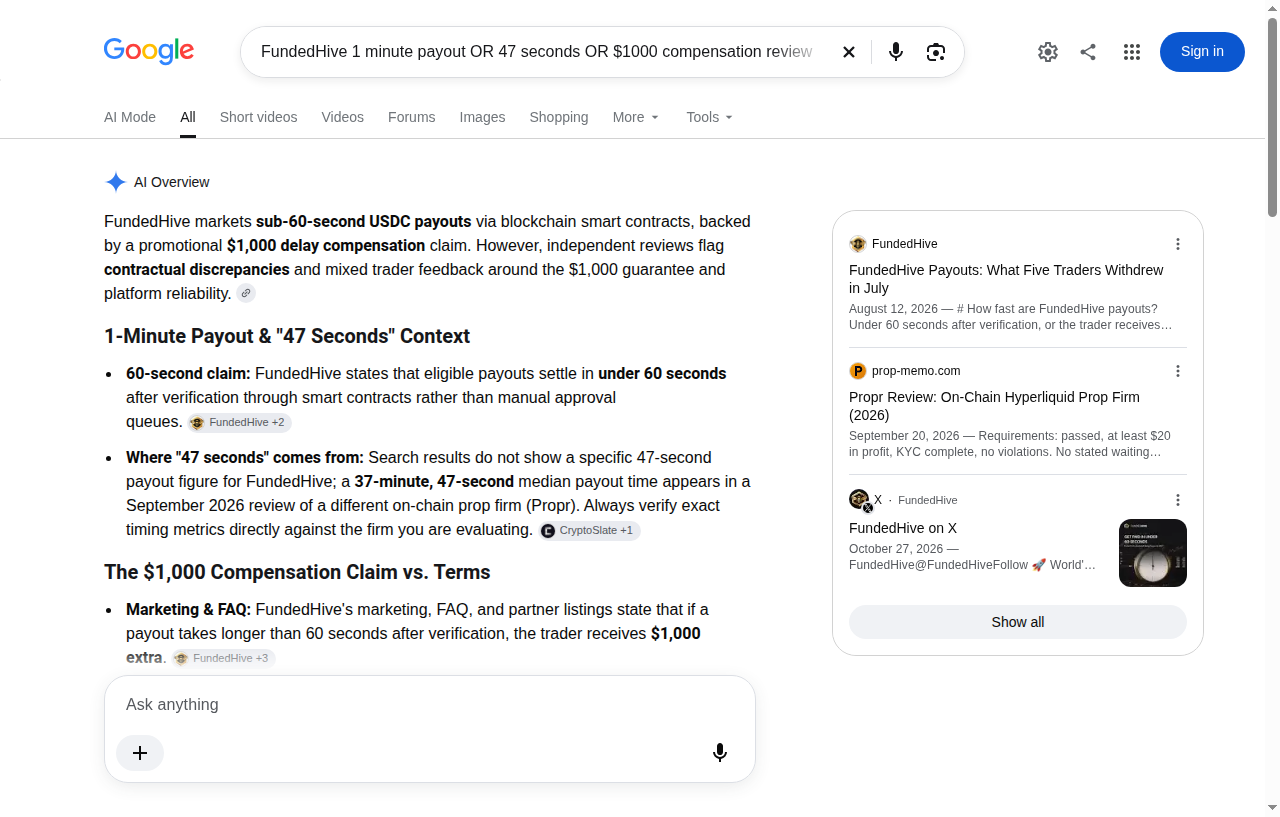 Google
FundedHive 1 minute payout OR 47 seconds OR $1000 compensation review
Sign in
AI Mode
All
Short videos
Videos
Forums
Images
Shopping
More
Tools
AI Overview
FundedHive markets sub-60-second USDC payouts via blockchain smart contracts, backed
by a promotional $1,000 delay compensation claim. However, independent reviews flag
contractual discrepancies and mixed trader feedback around the $1,000 guarantee and
platform reliability.
1-Minute Payout & "47 Seconds" Context
• 60-second claim: FundedHive states that eligible payouts settle in under 60 seconds
after verification through smart contracts rather than manual approval
queues. FundedHive +2
• Where "47 seconds" comes from: Search results do not show a specific 47-second
payout figure for FundedHive; a 37-minute, 47-second median payout time appears in a
September 2026 review of a different on-chain prop firm (Propr). Always verify exact
timing metrics directly against the firm you are evaluating. CryptoSlate +1
The $1,000 Compensation Claim vs. Terms
• Marketing & FAQ: FundedHive's marketing, FAQ, and partner listings state that if a
payout takes longer than 60 seconds after verification, the trader receives $1,000
extra. FundedHive +3
Ask anything
FundedHive
FundedHive Payouts: What Five Traders Withdrew
in July
August 12, 2026 — # How fast are FundedHive payouts?
Under 60 seconds after verification, or the trader receives…
prop-memo.com
Propr Review: On-Chain Hyperliquid Prop Firm
(2026)
September 20, 2026 — Requirements: passed, at least $20
in profit, KYC complete, no violations. No stated waiting…
X · FundedHive
FundedHive on X
October 27, 2026 —
FundedHive@FundedHiveFollow 🚀 World'…
Show all